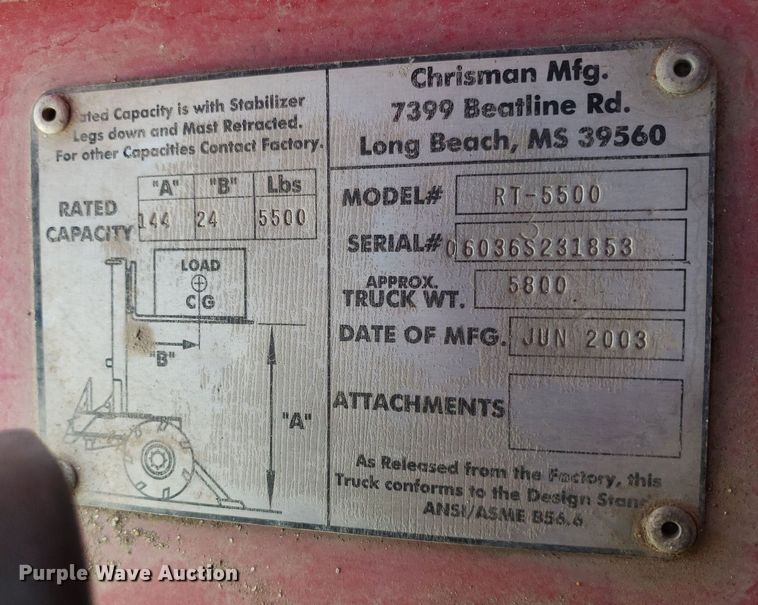 ated Capacity is with Stabilizer
Legs down and Mast Retracted.
For other Capacities Contact Factory.
"A" "B" Lbs
RATED CAPACITY 144 24 5500
LOAD
CG
"B"
"A"
Chrisman Mfg.
7399 Beatline Rd.
Long Beach, MS 39560
MODEL# RT-5500
SERIAL# 06036S231853
APPROX.
TRUCK WT. 5800
DATE OF MFG. JUN 2003
ATTACHMENTS
As Released from the Factory, this
Truck conforms to the Design Stand
ANSI/ASME B56.6
Purple Wave Auction